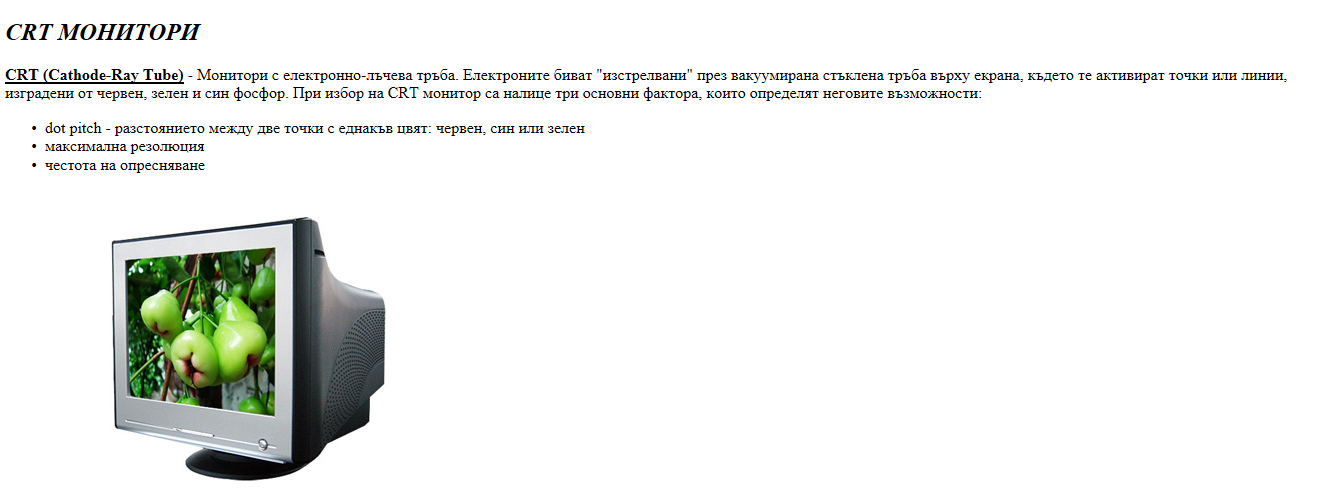 CRT МОНИТОРИ
CRT (Cathode-Ray Tube) - Монитори с електронно-лъчева тръба. Електроните биват "изстрелвани" през вакуумирана стъклена тръба върху екрана, където те активират точки или линии,
изградени от червен, зелен и син фосфор. При избор на CRT монитор са налице три основни фактора, които определят неговите възможности:
• dot pitch - разстоянието между две точки с еднакъв цвят: червен, син или зелен
• максимална резолюция
• честота на опресняване